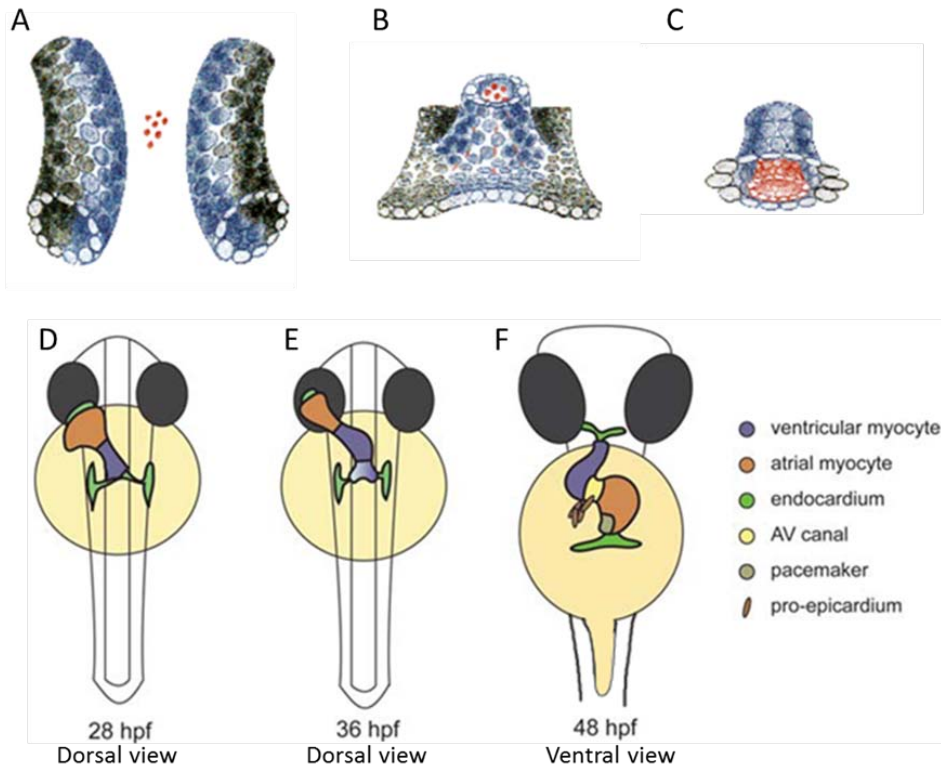 A
B
C
D
E
F
ventricular myocyte
atrial myocyte
endocardium
AV canal
pacemaker
pro-epicardium
28 hpf
Dorsal view
36 hpf
Dorsal view
48 hpf
Ventral view